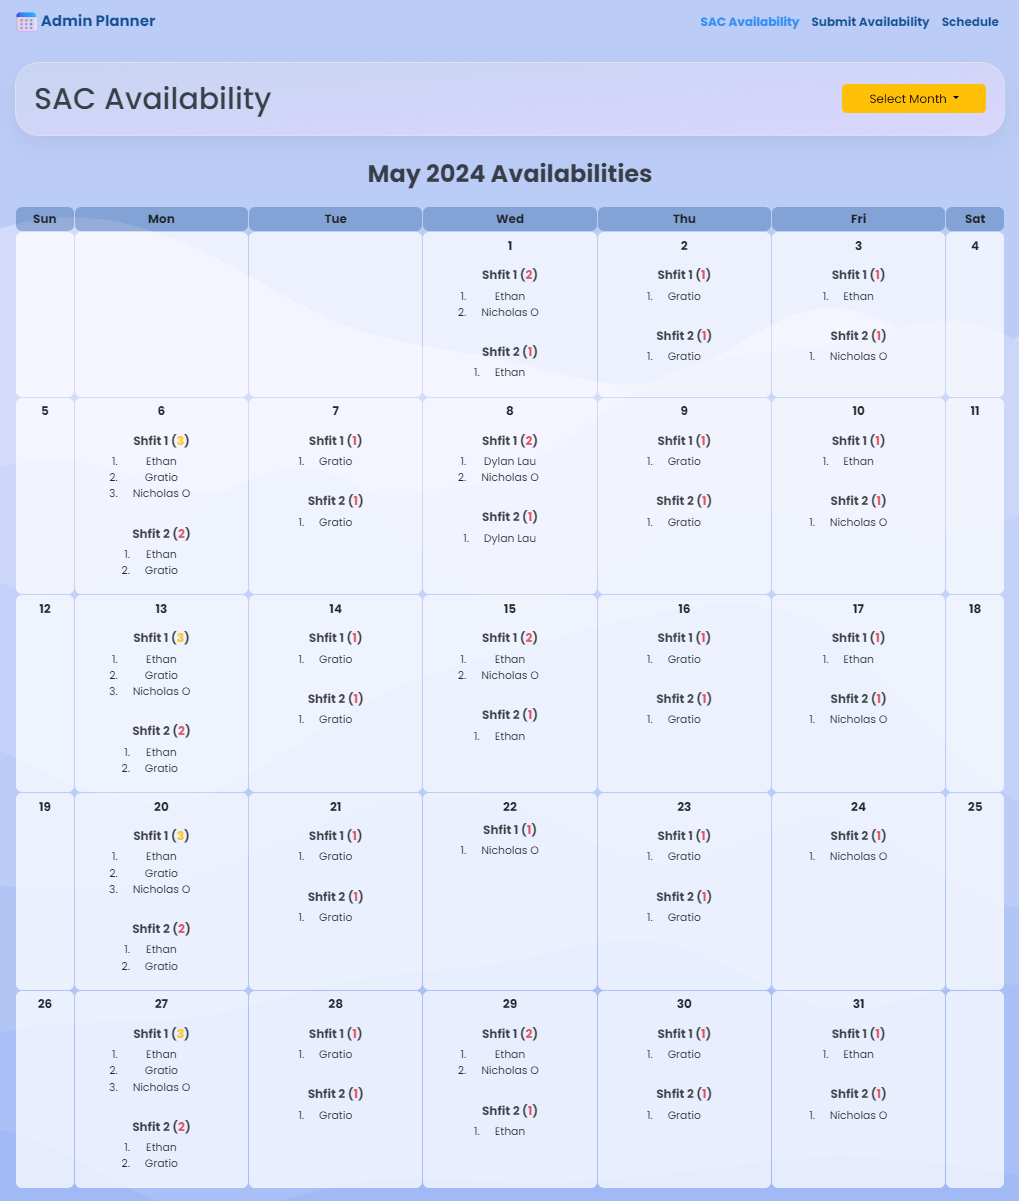 Admin Planner
SAC Availability Submit Availability Schedule
SAC Availability
Select Month
May 2024 Availabilities
Sun Mon Tue Wed Thu Fri Sat
1
Shfit 1 (2)
1. Ethan
2. Nicholas O
Shfit 2 (1)
1. Ethan
2
Shfit 1 (1)
1. Gratio
Shfit 2 (1)
1. Gratio
3
Shfit 1 (1)
1. Ethan
Shfit 2 (1)
1. Nicholas O
4
5
6
Shfit 1 (3)
1. Ethan
2. Gratio
3. Nicholas O
Shfit 2 (2)
1. Ethan
2. Gratio
7
Shfit 1 (1)
1. Gratio
Shfit 2 (1)
1. Gratio
8
Shfit 1 (2)
1. Dylan Lau
2. Nicholas O
Shfit 2 (1)
1. Dylan Lau
9
Shfit 1 (1)
1. Gratio
Shfit 2 (1)
1. Gratio
10
Shfit 1 (1)
1. Ethan
Shfit 2 (1)
1. Nicholas O
11
12
13
Shfit 1 (3)
1. Ethan
2. Gratio
3. Nicholas O
Shfit 2 (2)
1. Ethan
2. Gratio
14
Shfit 1 (1)
1. Gratio
Shfit 2 (1)
1. Gratio
15
Shfit 1 (2)
1. Ethan
2. Nicholas O
Shfit 2 (1)
1. Ethan
16
Shfit 1 (1)
1. Gratio
Shfit 2 (1)
1. Gratio
17
Shfit 1 (1)
1. Ethan
Shfit 2 (1)
1. Nicholas O
18
19
20
Shfit 1 (3)
1. Ethan
2. Gratio
3. Nicholas O
Shfit 2 (2)
1. Ethan
2. Gratio
21
Shfit 1 (1)
1. Gratio
Shfit 2 (1)
1. Gratio
22
Shfit 1 (1)
1. Nicholas O
23
Shfit 1 (1)
1. Gratio
Shfit 2 (1)
1. Gratio
24
Shfit 2 (1)
1. Nicholas O
25
26
27
Shfit 1 (3)
1. Ethan
2. Gratio
3. Nicholas O
Shfit 2 (2)
1. Ethan
2. Gratio
28
Shfit 1 (1)
1. Gratio
Shfit 2 (1)
1. Gratio
29
Shfit 1 (2)
1. Ethan
2. Nicholas O
Shfit 2 (1)
1. Ethan
30
Shfit 1 (1)
1. Gratio
Shfit 2 (1)
1. Gratio
31
Shfit 1 (1)
1. Ethan
Shfit 2 (1)
1. Nicholas O